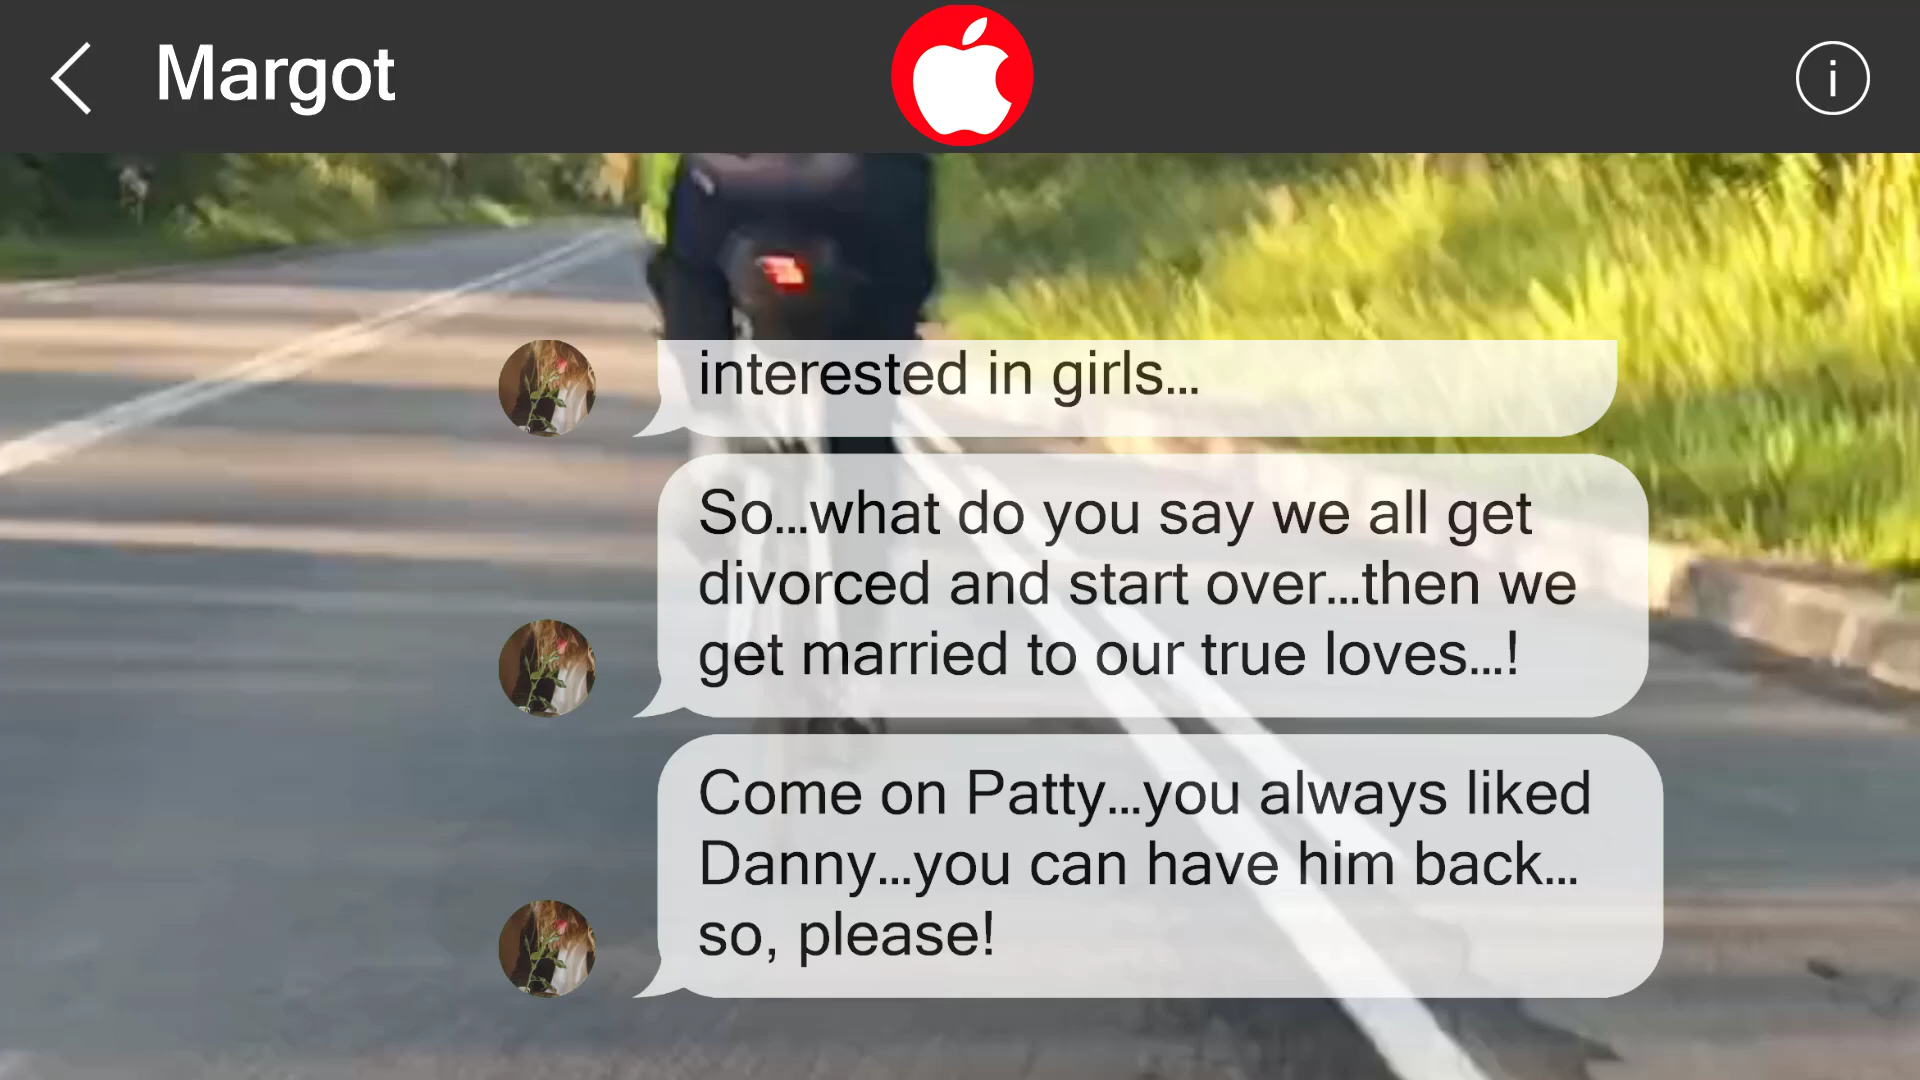 Margot
i
interested in girls...
So...what do you say we all get
divorced and start over...then we
get married to our true loves...!
Come on Patty...you always liked
Danny...you can have him back...
so, please!